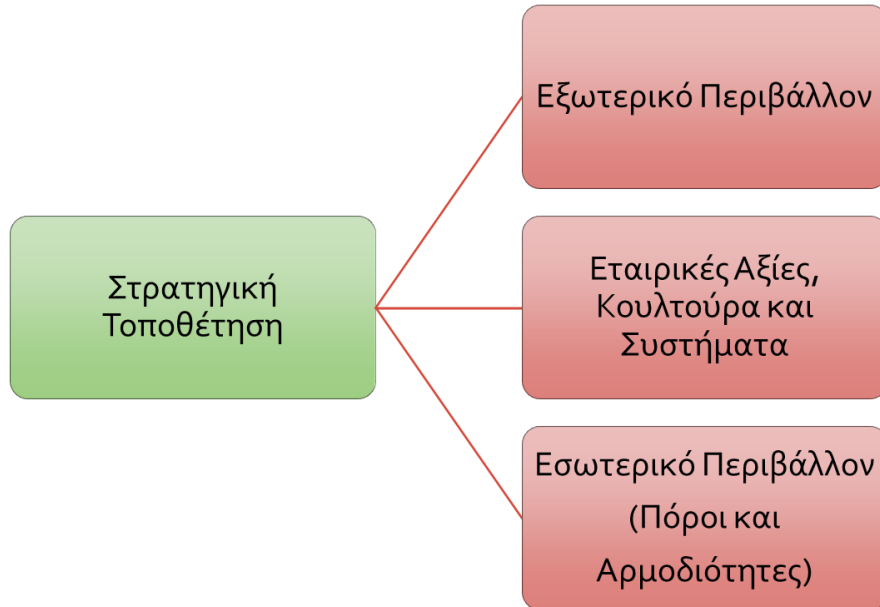 Εξωτερικό Περιβάλλον
Στρατηγική
Τοποθέτηση
Εταιρικές Αξίες,
Κουλτούρα και
Συστήματα
Εσωτερικό Περιβάλλον
(Πόροι και
Αρμοδιότητες)